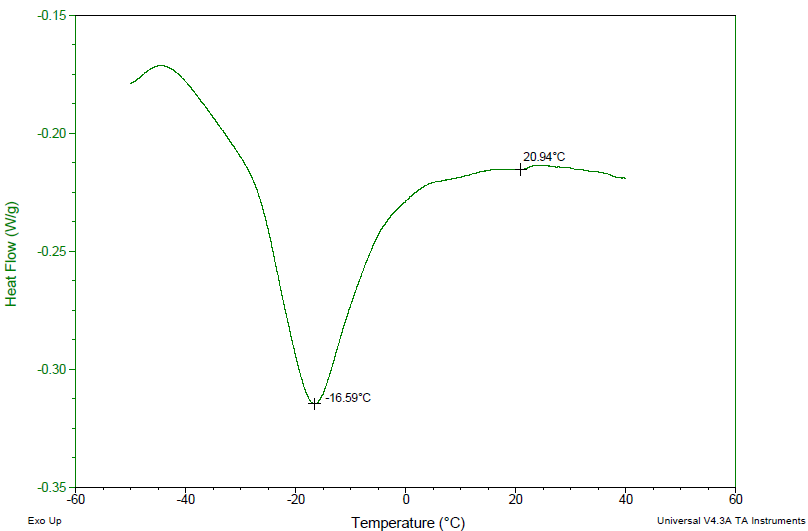 -0.15
-0.20
-0.25
-0.30
-0.35
Heat Flow (W/g)
20.94°C
-16.59°C
-60
-40
-20
0
20
40
60
Exo Up
Temperature (°C)
Universal V4.3A TA Instruments